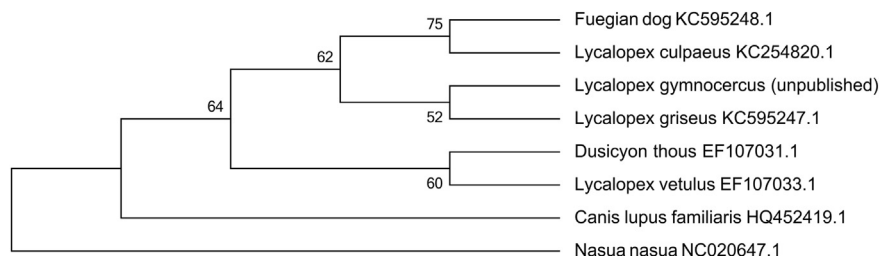 75
Fuegian dog KC595248.1
62
Lycalopex culpaeus KC254820.1
Lycalopex gymnocercus (unpublished)
64
52
Lycalopex griseus KC595247.1
Dusicyon thous EF107031.1
60
Lycalopex vetulus EF107033.1
Canis lupus familiaris HQ452419.1
Nasua nasua NC020647.1